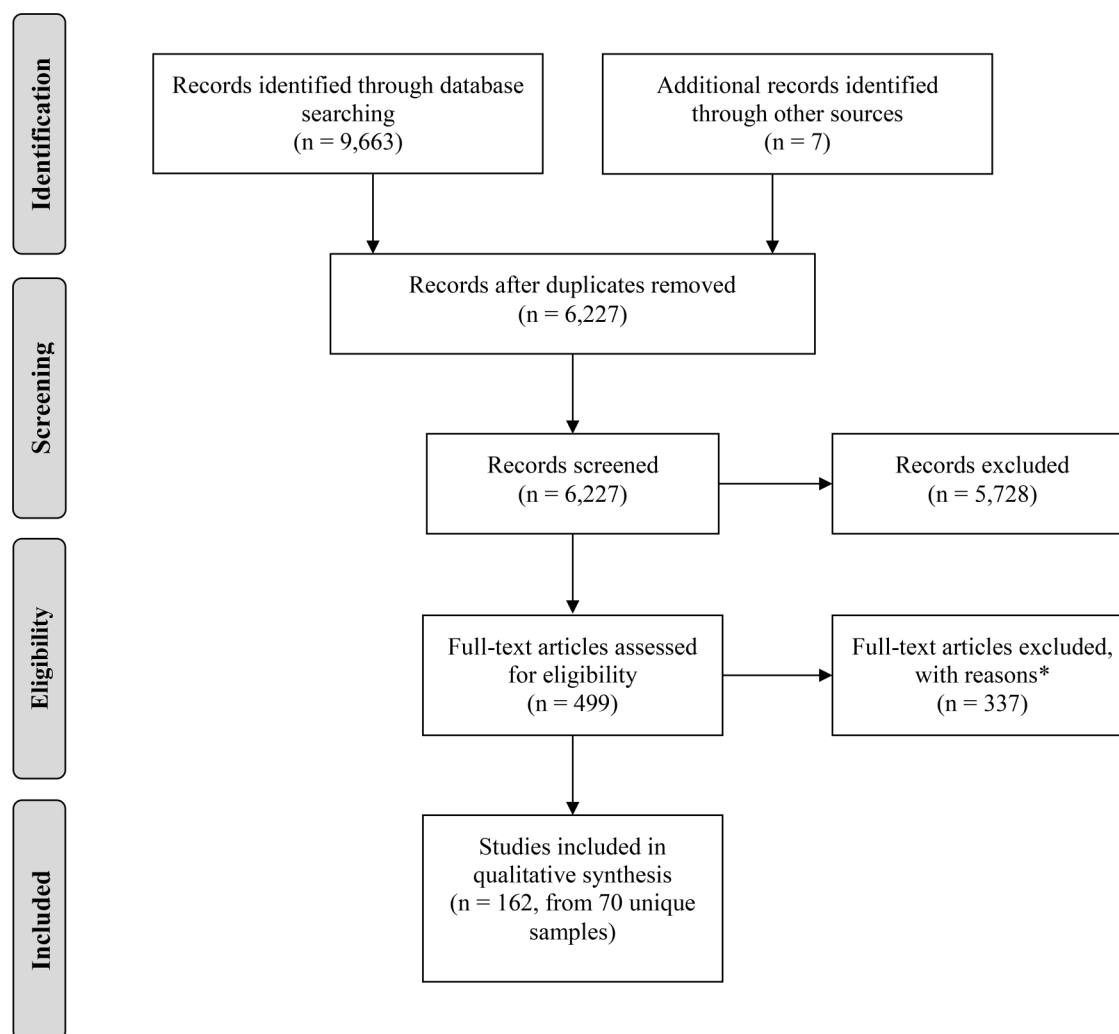 Identification
Records identified through database
searching
(n = 9,663)
Additional records identified
through other sources
(n = 7)
Screening
Records after duplicates removed
(n = 6,227)
Records screened
(n = 6,227)
Records excluded
(n = 5,728)
Eligibility
Full-text articles assessed
for eligibility
(n = 499)
Full-text articles excluded,
with reasons*
(n = 337)
Included
Studies included in
qualitative synthesis
(n = 162, from 70 unique
samples)